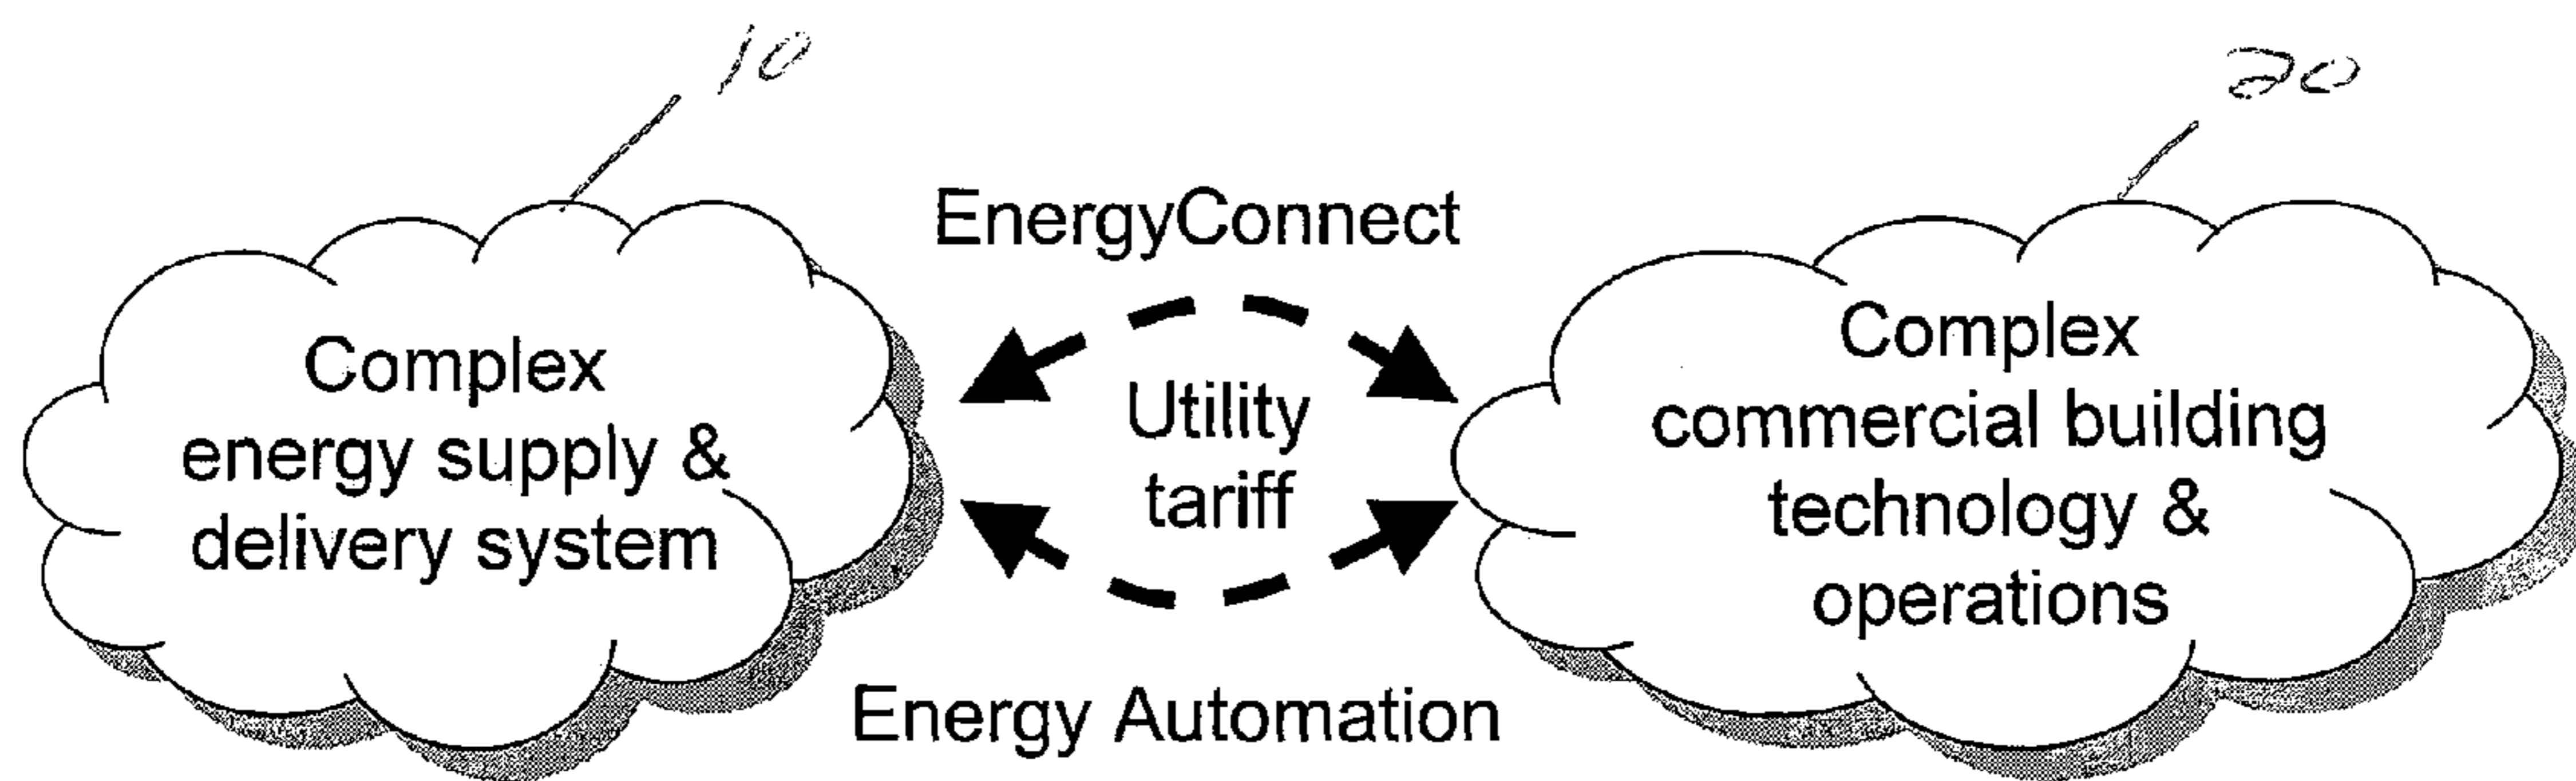 10
20
EnergyConnect
Complex
energy supply &
delivery system
Utility
tariff
Complex
commercial building
technology &
operations
Energy Automation